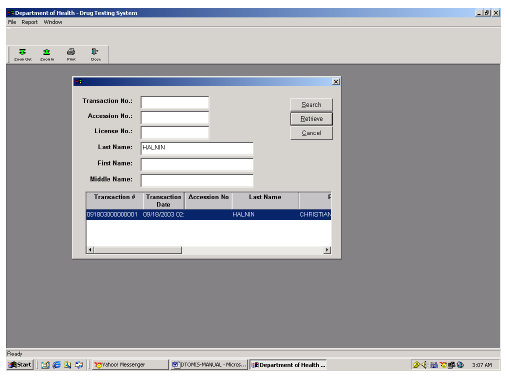 Department of Health - Drug Testing System
File Report Window
Zoom Out Zoom In Print Close
Transaction No.:
Search
Accession No.:
Retrieve
License No.:
Cancel
Last Name: HALNIN
First Name:
Middle Name:
Transaction # Transaction Date Accession No Last Name F
091803000000001 09/18/2003 02: HALNIN CHRISTIAN
Ready
Start Yahoo! Messenger DTOMIS-MANUAL - Micros... Department of Health ... 3:07 AM